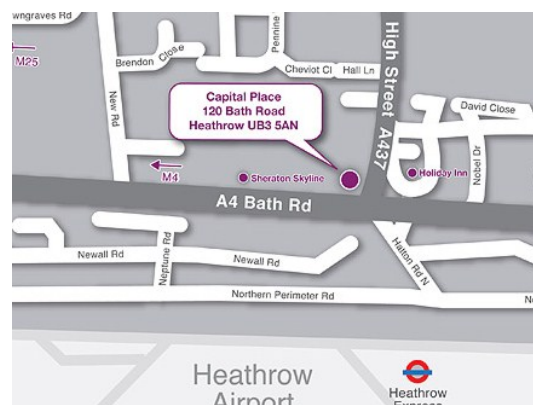 wngraves Rd
M25
Brendon Close
Pennine
Cheviot Cl
Hall Ln
High Street A437
New Rd
Capital Place
120 Bath Road
Heathrow UB3 5AN
David Close
Nobel Dr
M4
Sheraton Skyline
Holiday Inn
A4 Bath Rd
Neptune Rd
Newall Rd
Newall Rd
Hatton Rd N
Northern Perimeter Rd
Heathrow
Airport
Heathrow
Express